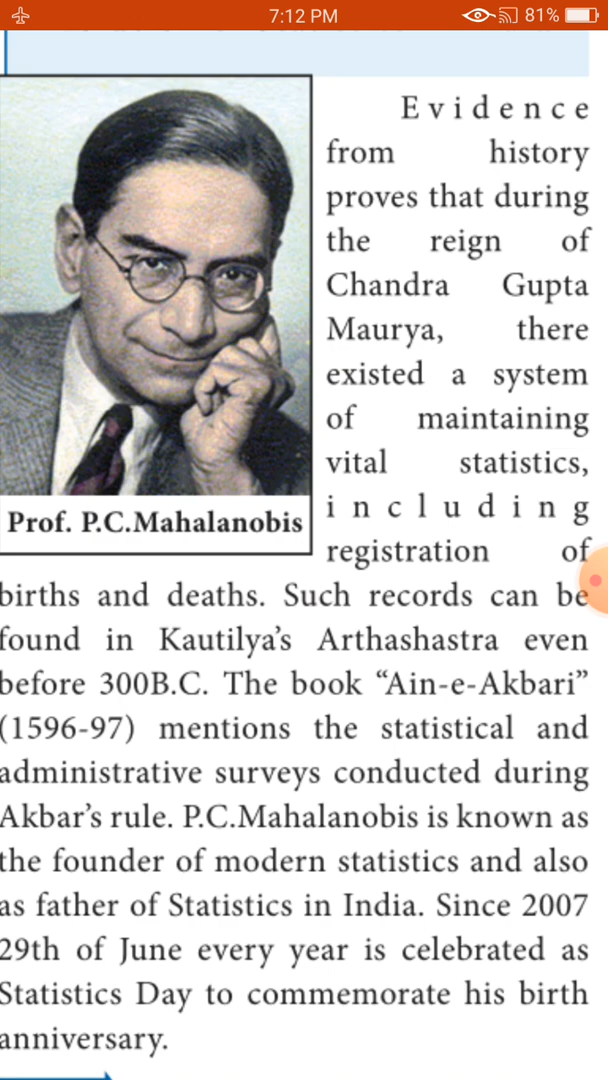 7:12 PM
81%
Evidence
from history
proves that during
the reign of
Chandra Gupta
Maurya, there
existed a system
of maintaining
vital statistics,
including
registration of
Prof. P.C.Mahalanobis
births and deaths. Such records can be
found in Kautilya’s Arthashastra even
before 300B.C. The book “Ain-e-Akbari”
(1596-97) mentions the statistical and
administrative surveys conducted during
Akbar’s rule. P.C.Mahalanobis is known as
the founder of modern statistics and also
as father of Statistics in India. Since 2007
29th of June every year is celebrated as
Statistics Day to commemorate his birth
anniversary.